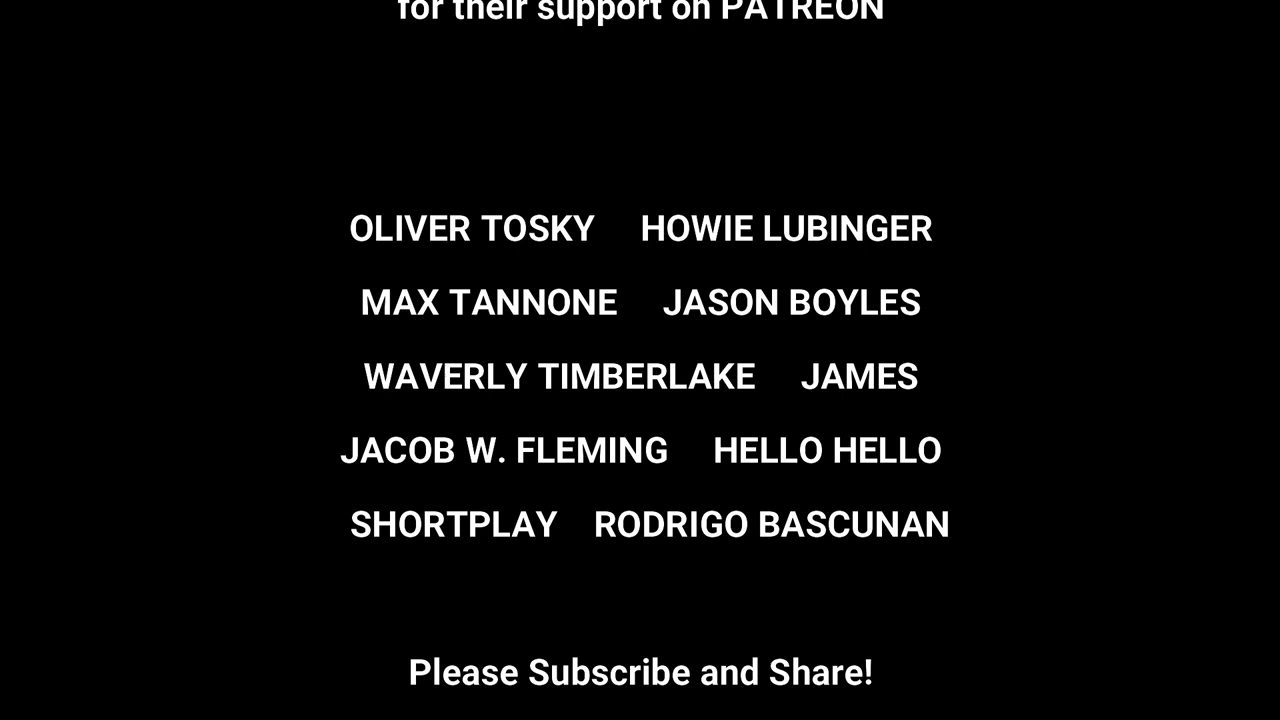 for their support on PATREON
OLIVER TOSKY HOWIE LUBINGER
MAX TANNONE JASON BOYLES
WAVERLY TIMBERLAKE JAMES
JACOB W. FLEMING HELLO HELLO
SHORTPLAY RODRIGO BASCUNAN
Please Subscribe and Share!